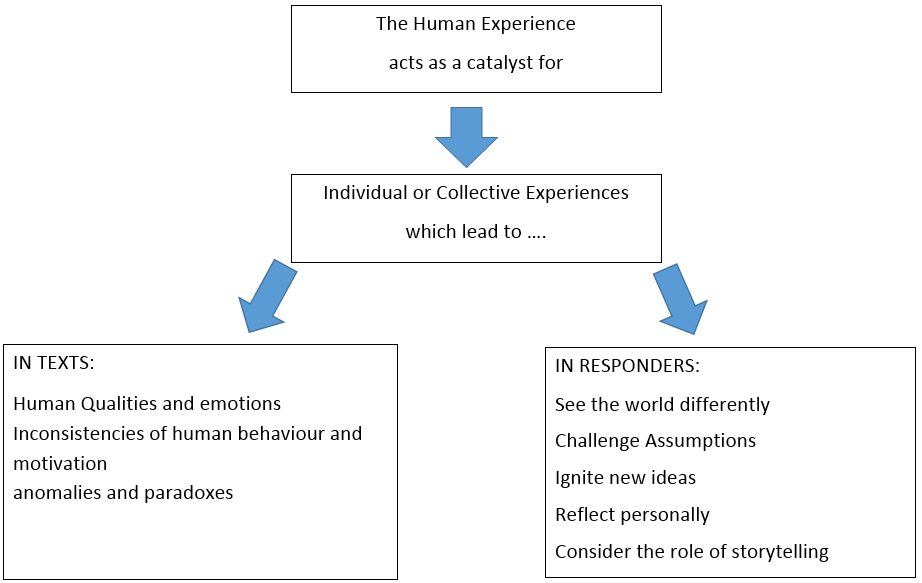 The Human Experience
acts as a catalyst for
Individual or Collective Experiences
which lead to ....
IN TEXTS:
Human Qualities and emotions
Inconsistencies of human behaviour and
motivation
anomalies and paradoxes
IN RESPONDERS:
See the world differently
Challenge Assumptions
Ignite new ideas
Reflect personally
Consider the role of storytelling